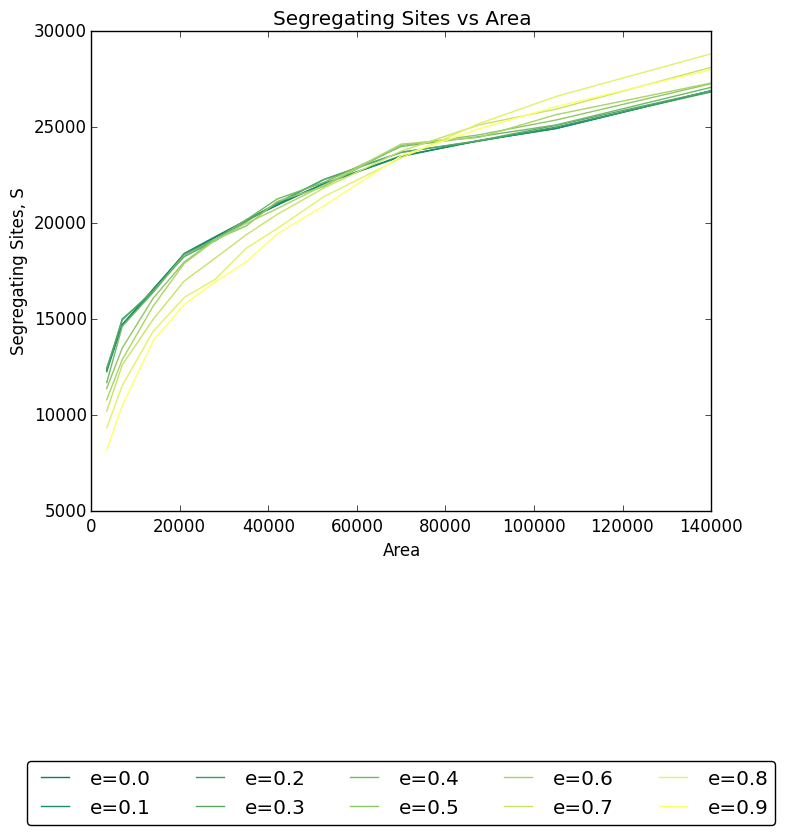 Segregating Sites vs Area
30000
25000
20000
15000
10000
5000
Segregating Sites, S
0 20000 40000 60000 80000 100000 120000 140000
Area
e=0.0 e=0.2 e=0.4 e=0.6 e=0.8
e=0.1 e=0.3 e=0.5 e=0.7 e=0.9